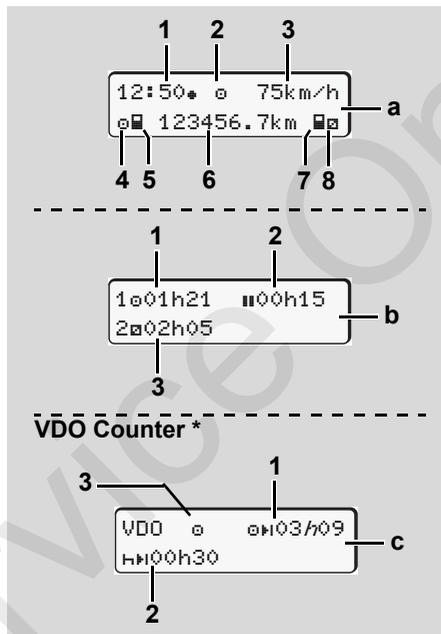 1 2 3
12:50 75km/h
a
123456.7km
4 5 6 7 8
1 2
1 01h21 00h15
b
2 02h05
3
VDO Counter *
1
3
VDO 03h09
c
00h30
2